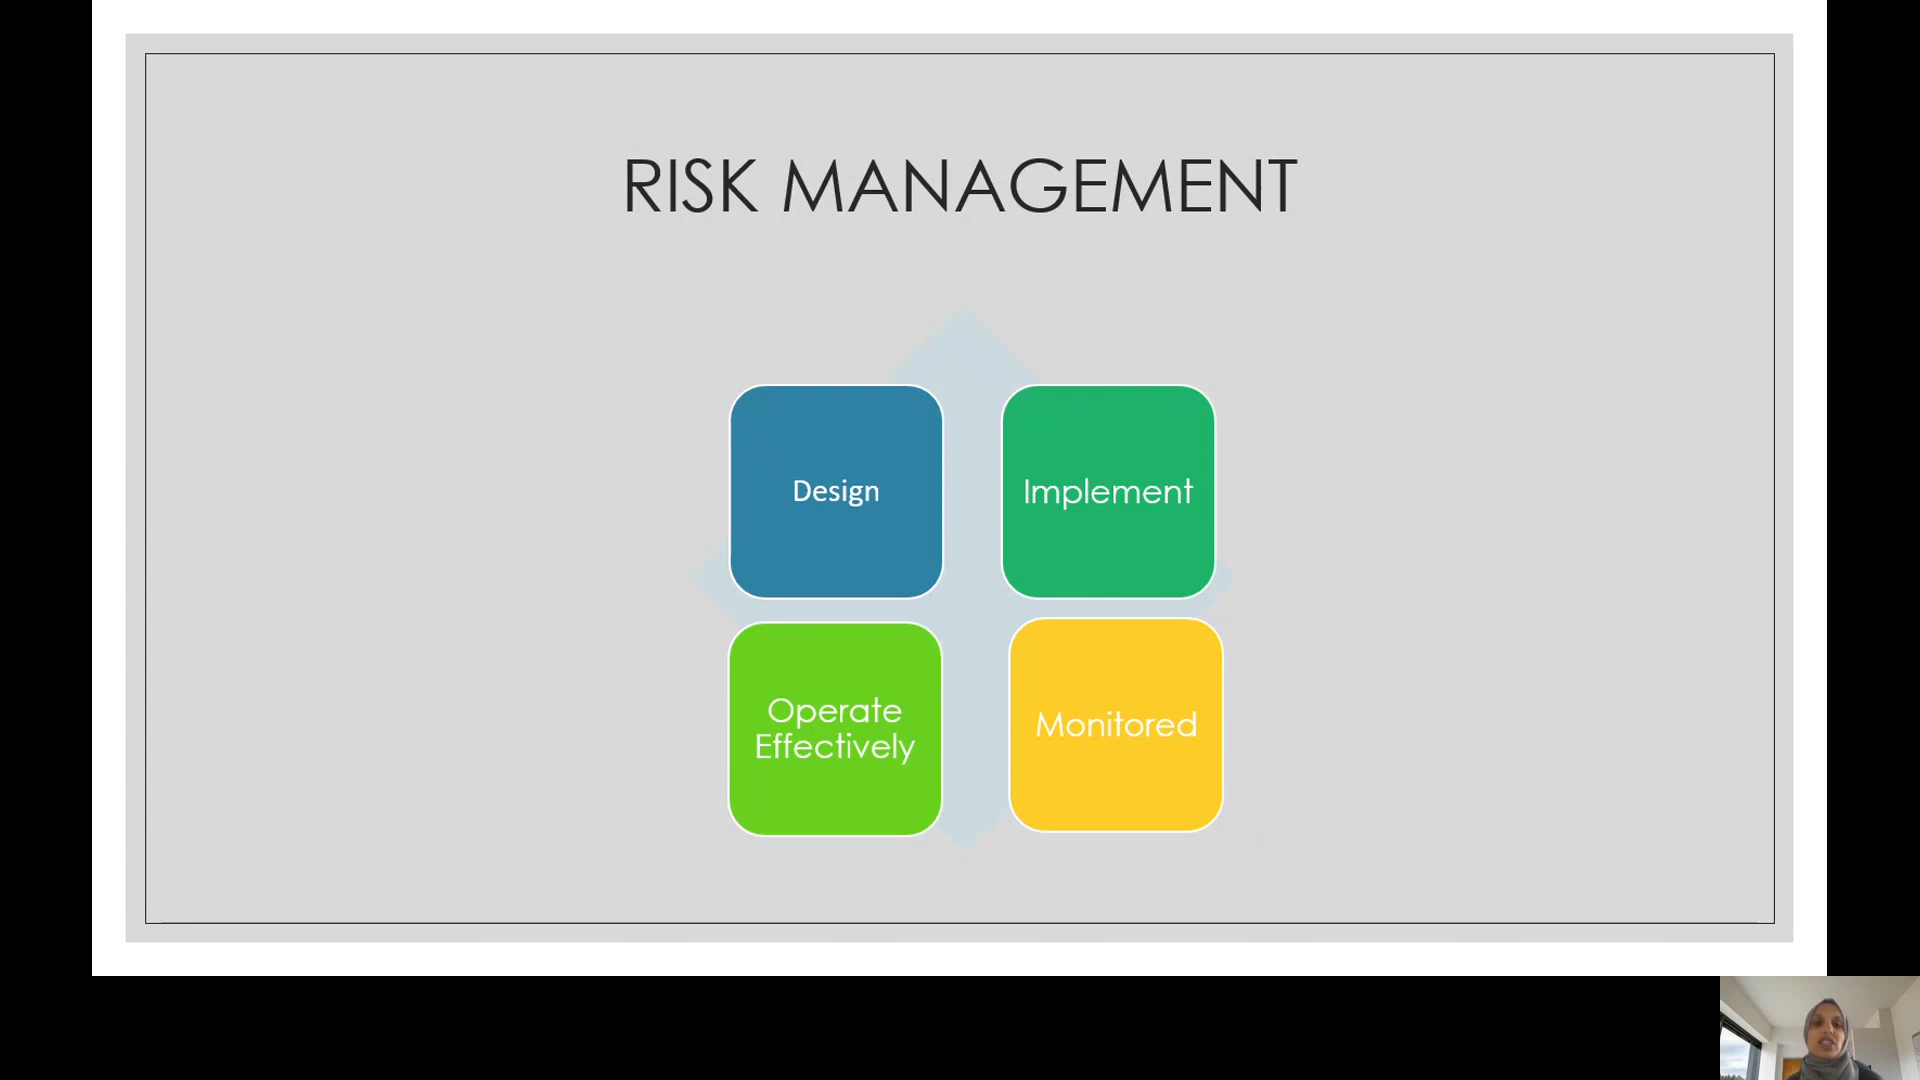 RISK MANAGEMENT
Design
Implement
Operate
Effectively
Monitored